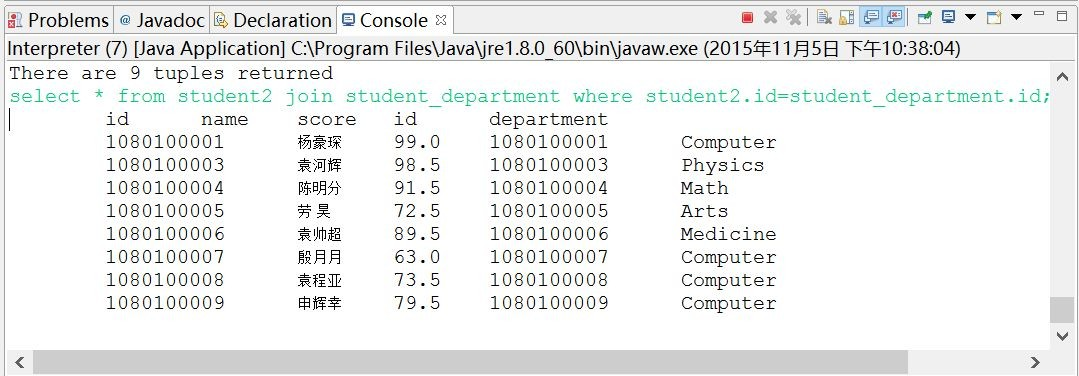 Problems @ Javadoc Declaration Console
Interpreter (7) [Java Application] C:\Program Files\Java\jre1.8.0_60\bin\javaw.exe (2015年11月5日 下午10:38:04)
There are 9 tuples returned
select * from student2 join student_department where student2.id=student_department.id;
id name score id department
1080100001 杨豪琛 99.0 1080100001 Computer
1080100003 袁河辉 98.5 1080100003 Physics
1080100004 陈明分 91.5 1080100004 Math
1080100005 劳 昊 72.5 1080100005 Arts
1080100006 袁帅超 89.5 1080100006 Medicine
1080100007 殷月月 63.0 1080100007 Computer
1080100008 袁程亚 73.5 1080100008 Computer
1080100009 申辉幸 79.5 1080100009 Computer